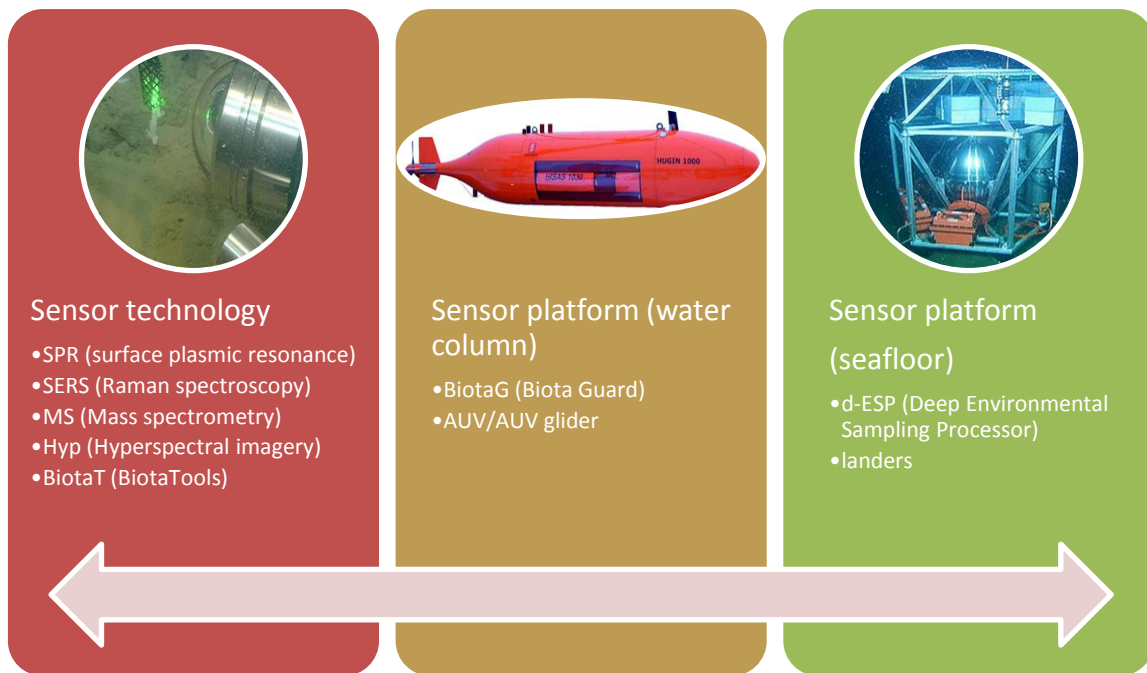 HUGIN 1000
HISAS 1030
Sensor technology
•SPR (surface plasmic resonance)
•SERS (Raman spectroscopy)
•MS (Mass spectrometry)
•Hyp (Hyperspectral imagery)
•BiotaT (BiotaTools)
Sensor platform (water
column)
•BiotaG (Biota Guard)
•AUV/AUV glider
Sensor platform
(seafloor)
•d-ESP (Deep Environmental
Sampling Processor)
•landers